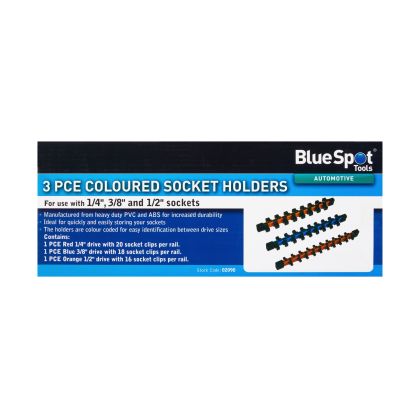 BlueSpot®
Tools
AUTOMOTIVE
3 PCE COLOURED SOCKET HOLDERS
For use with 1/4", 3/8" and 1/2" sockets
• Manufactured from heavy duty PVC and ABS for increased durability
• Ideal for quickly and easily storing your sockets
• The holders are colour coded for easy identification between drive sizes
Contains:
1 PCE Red 1/4" drive with 20 socket clips per rail.
1 PCE Blue 3/8" drive with 18 socket clips per rail.
1 PCE Orange 1/2" drive with 16 socket clips per rail.
Stock Code: 02090